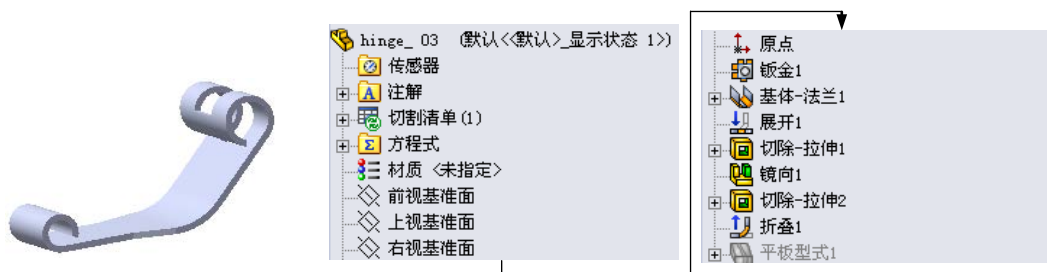 hinge_ 03 (默认<<默认>_显示状态 1>)
传感器
A 注解
切割清单(1)
Σ 方程式
材质 <未指定>
前视基准面
上视基准面
右视基准面
原点
钣金1
基体-法兰1
展开1
切除-拉伸1
镜向1
切除-拉伸2
折叠1
平板型式1